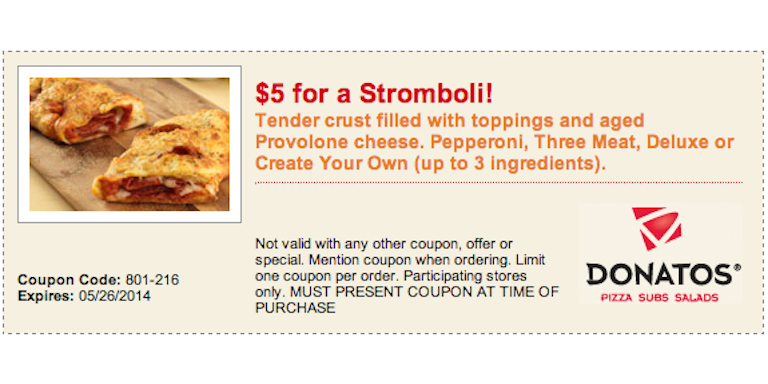 $5 for a Stromboli!
Tender crust filled with toppings and aged
Provolone cheese. Pepperoni, Three Meat, Deluxe or
Create Your Own (up to 3 ingredients).
Not valid with any other coupon, offer or
special. Mention coupon when ordering. Limit
one coupon per order. Participating stores
only. MUST PRESENT COUPON AT TIME OF
PURCHASE
Coupon Code: 801-216
Expires: 05/26/2014
DONATOS®
PIZZA SUBS SALADS